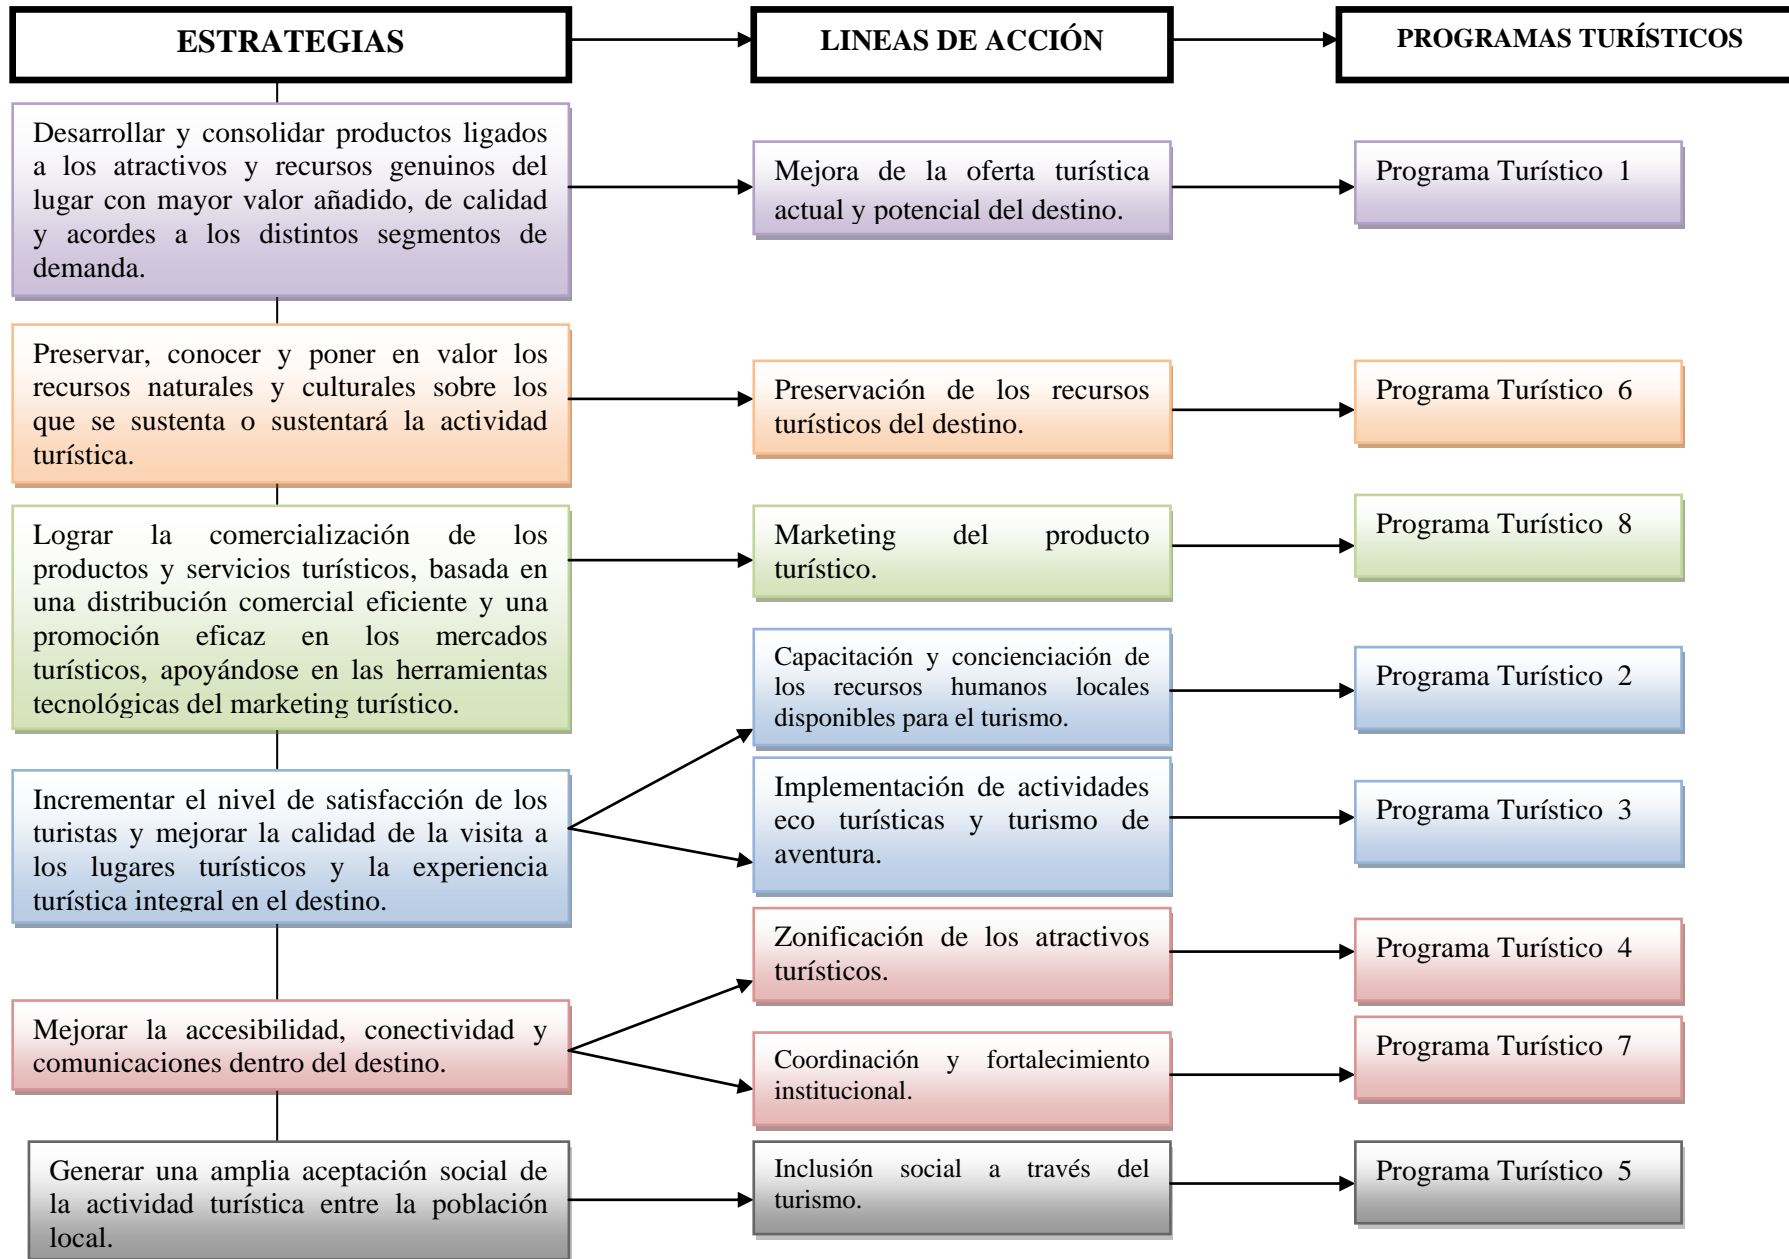 ESTRATEGIAS
LINEAS DE ACCIÓN
PROGRAMAS TURÍSTICOS
Desarrollar y consolidar productos ligados
a los atractivos y recursos genuinos del
lugar con mayor valor añadido, de calidad
y acordes a los distintos segmentos de
demanda.
Mejora de la oferta turística
actual y potencial del destino.
Programa Turístico 1
Preservar, conocer y poner en valor los
recursos naturales y culturales sobre los
que se sustenta o sustentará la actividad
turística.
Preservación de los recursos
turísticos del destino.
Programa Turístico 6
Lograr la comercialización de los
productos y servicios turísticos, basada en
una distribución comercial eficiente y una
promoción eficaz en los mercados
turísticos, apoyándose en las herramientas
tecnológicas del marketing turístico.
Marketing del producto
turístico.
Programa Turístico 8
Incrementar el nivel de satisfacción de los
turistas y mejorar la calidad de la visita a
los lugares turísticos y la experiencia
turística integral en el destino.
Capacitación y concienciación de
los recursos humanos locales
disponibles para el turismo.
Programa Turístico 2
Implementación de actividades
eco turísticas y turismo de
aventura.
Programa Turístico 3
Mejorar la accesibilidad, conectividad y
comunicaciones dentro del destino.
Zonificación de los atractivos
turísticos.
Programa Turístico 4
Coordinación y fortalecimiento
institucional.
Programa Turístico 7
Generar una amplia aceptación social de
la actividad turística entre la población
local.
Inclusión social a través del
turismo.
Programa Turístico 5